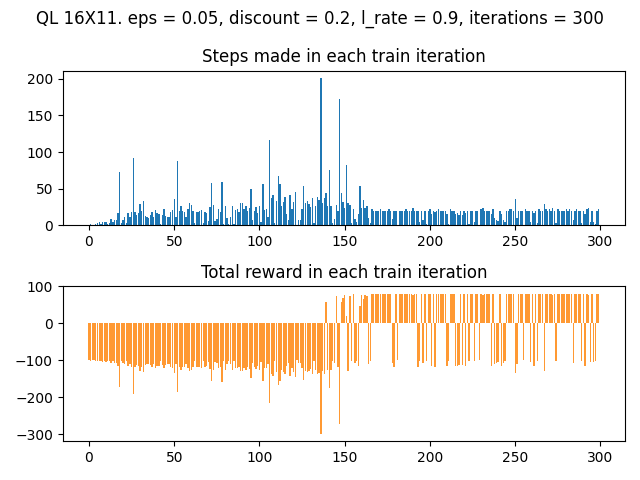 QL 16X11. eps = 0.05, discount = 0.2, l_rate = 0.9, iterations = 300
Steps made in each train iteration
200
150
100
50
0
0 50 100 150 200 250 300
Total reward in each train iteration
100
0
−100
−200
−300
0 50 100 150 200 250 300